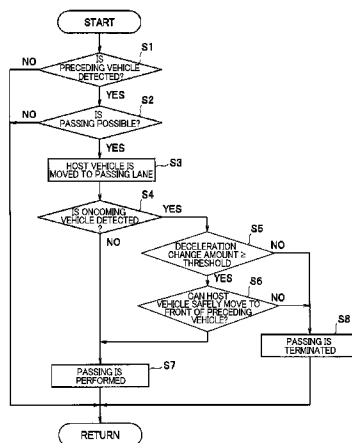 START
S1
NO
IS
PRECEDING VEHICLE
DETECTED?
YES
S2
NO
IS
PASSING POSSIBLE?
YES
S3
HOST VEHICLE IS
MOVED TO PASSING LANE
S4
IS ONCOMING
VEHICLE DETECTED
?
YES
NO
S5
DECELERATION
CHANGE AMOUNT ≥
THRESHOLD
NO
YES
S6
CAN HOST
VEHICLE SAFELY MOVE TO
FRONT OF PRECEDING
VEHICLE?
NO
YES
S8
PASSING IS
TERMINATED
S7
PASSING IS
PERFORMED
RETURN